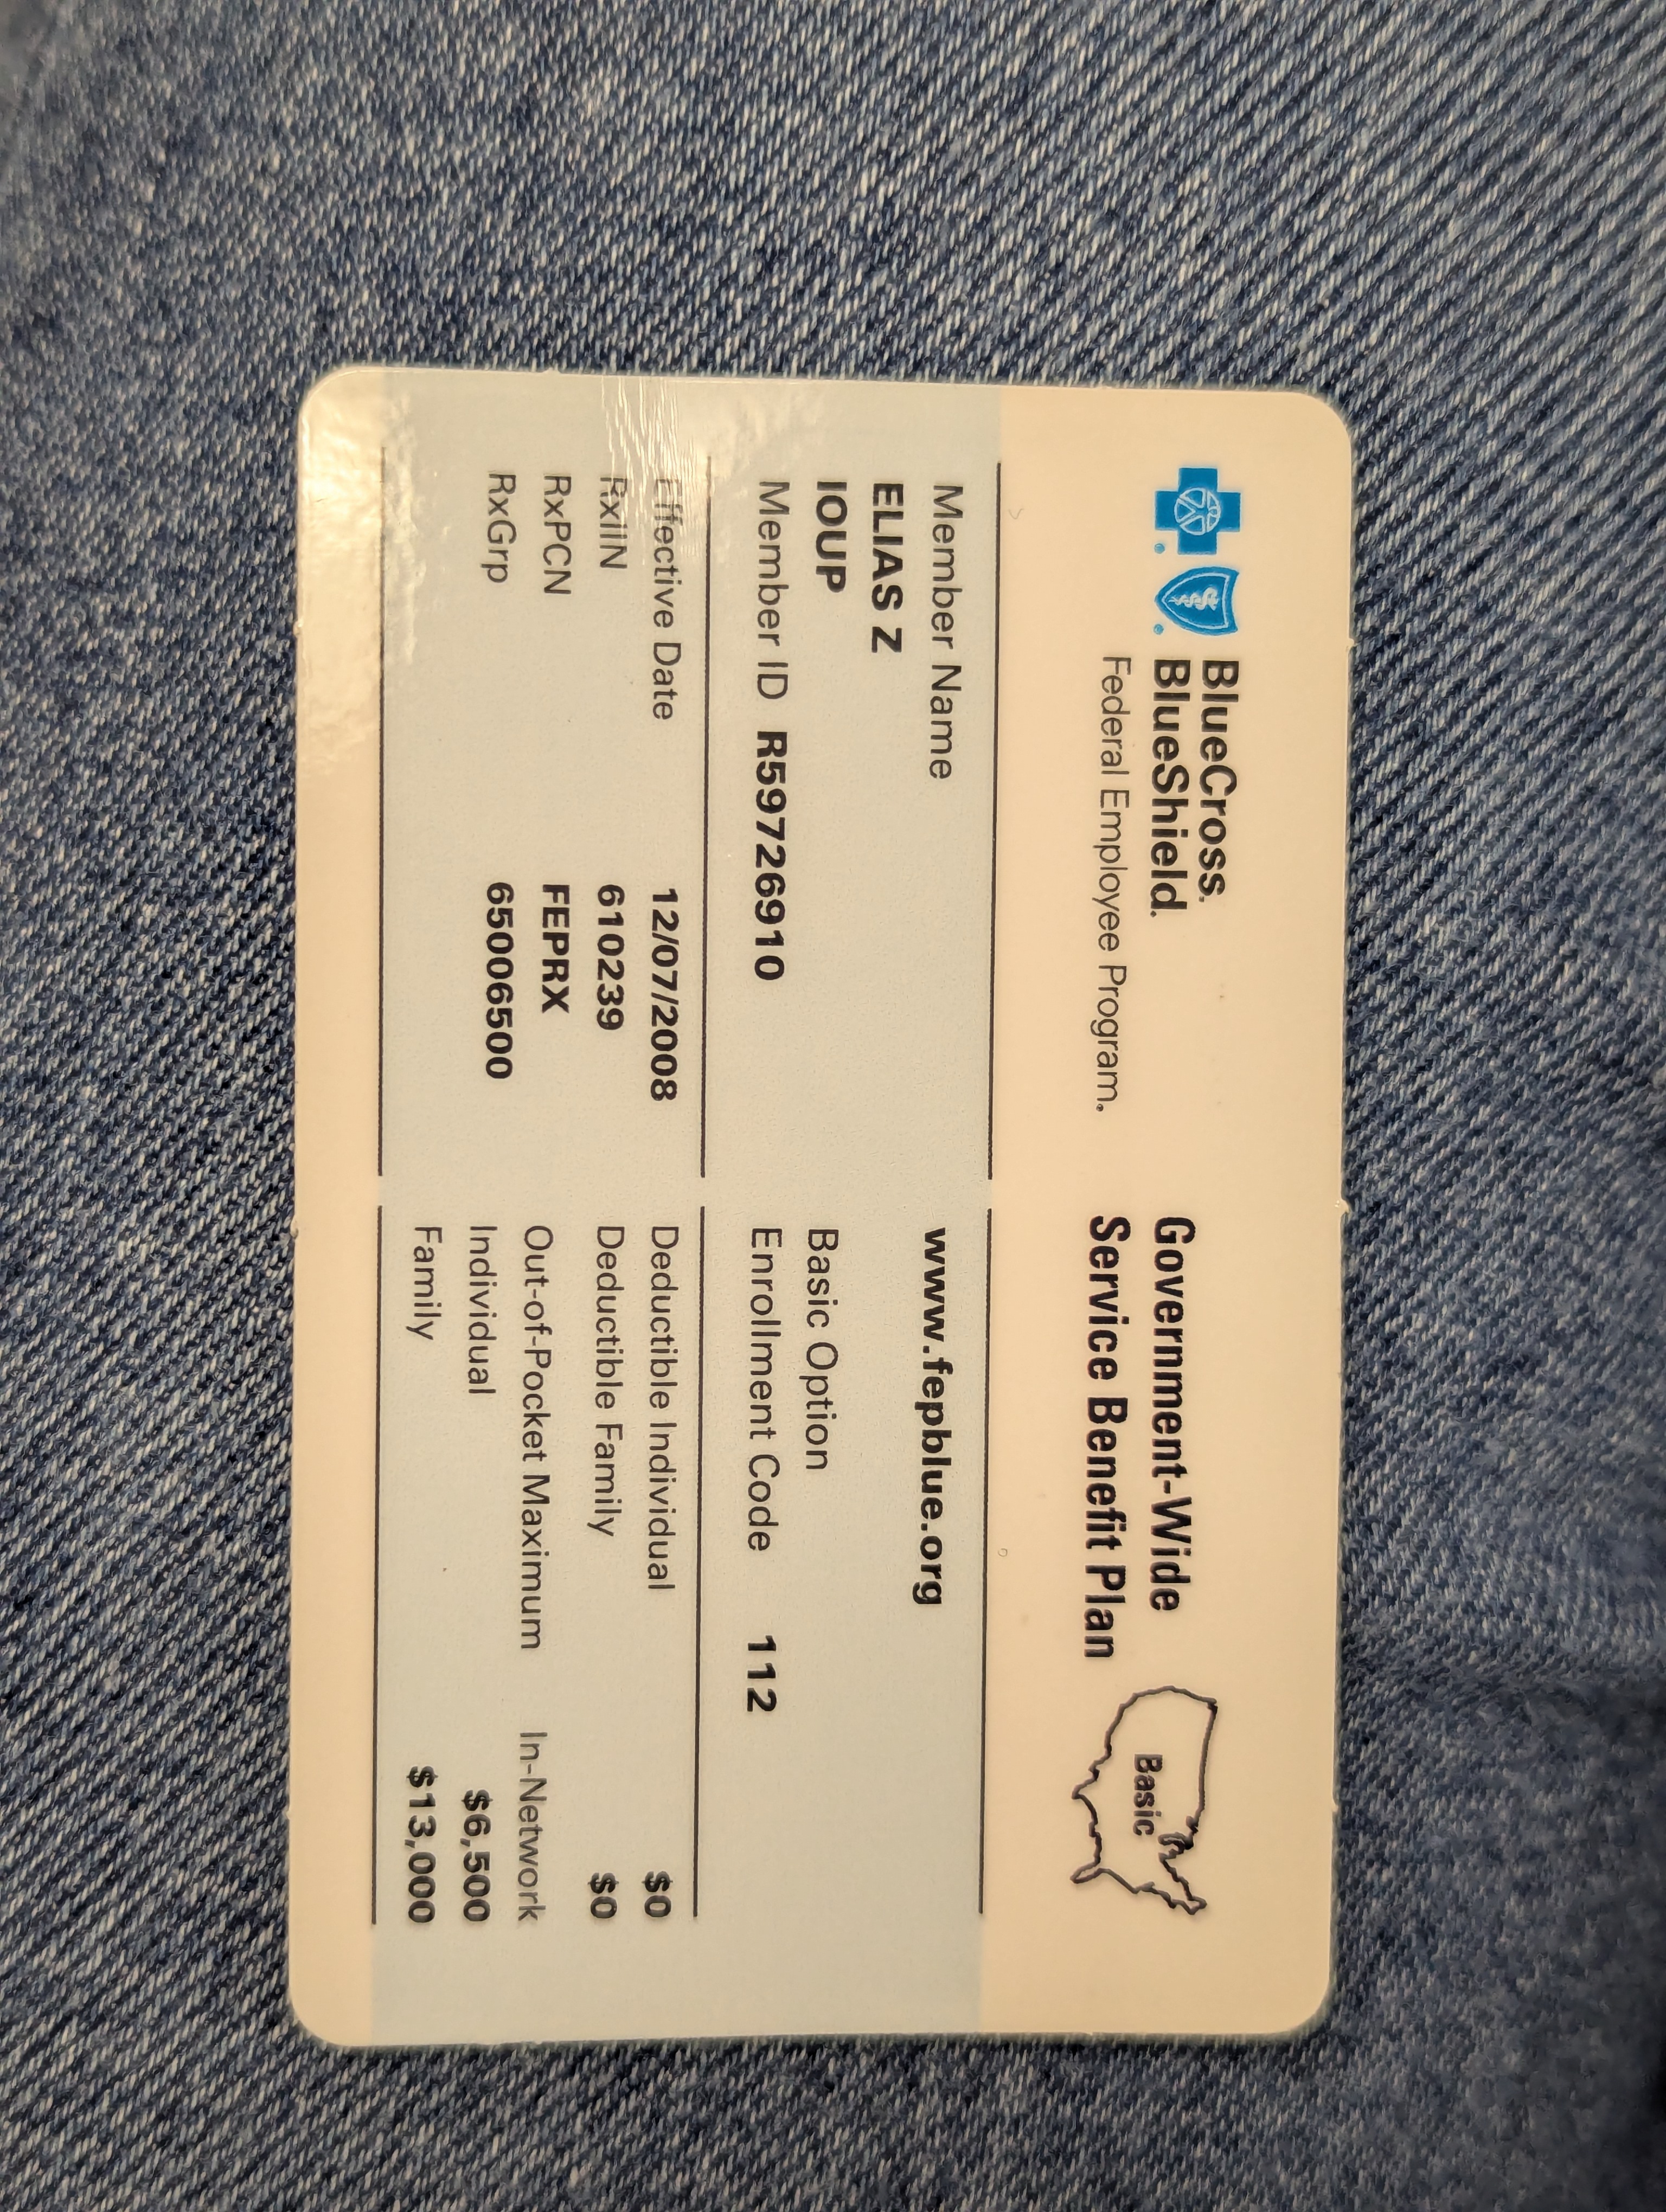 BlueCross.
BlueShield.
Federal Employee Program.
Government-Wide
Service Benefit Plan
Basic
Member Name
ELIAS Z
IOUP
Member ID R59726910
www.fepblue.org
Basic Option
Enrollment Code 112
Effective Date 12/07/2008
RxIIN 610239
RxPCN FEPRX
RxGrp 65006500
Deductible Individual $0
Deductible Family $0
Out-of-Pocket Maximum In-Network
Individual $6,500
Family $13,000